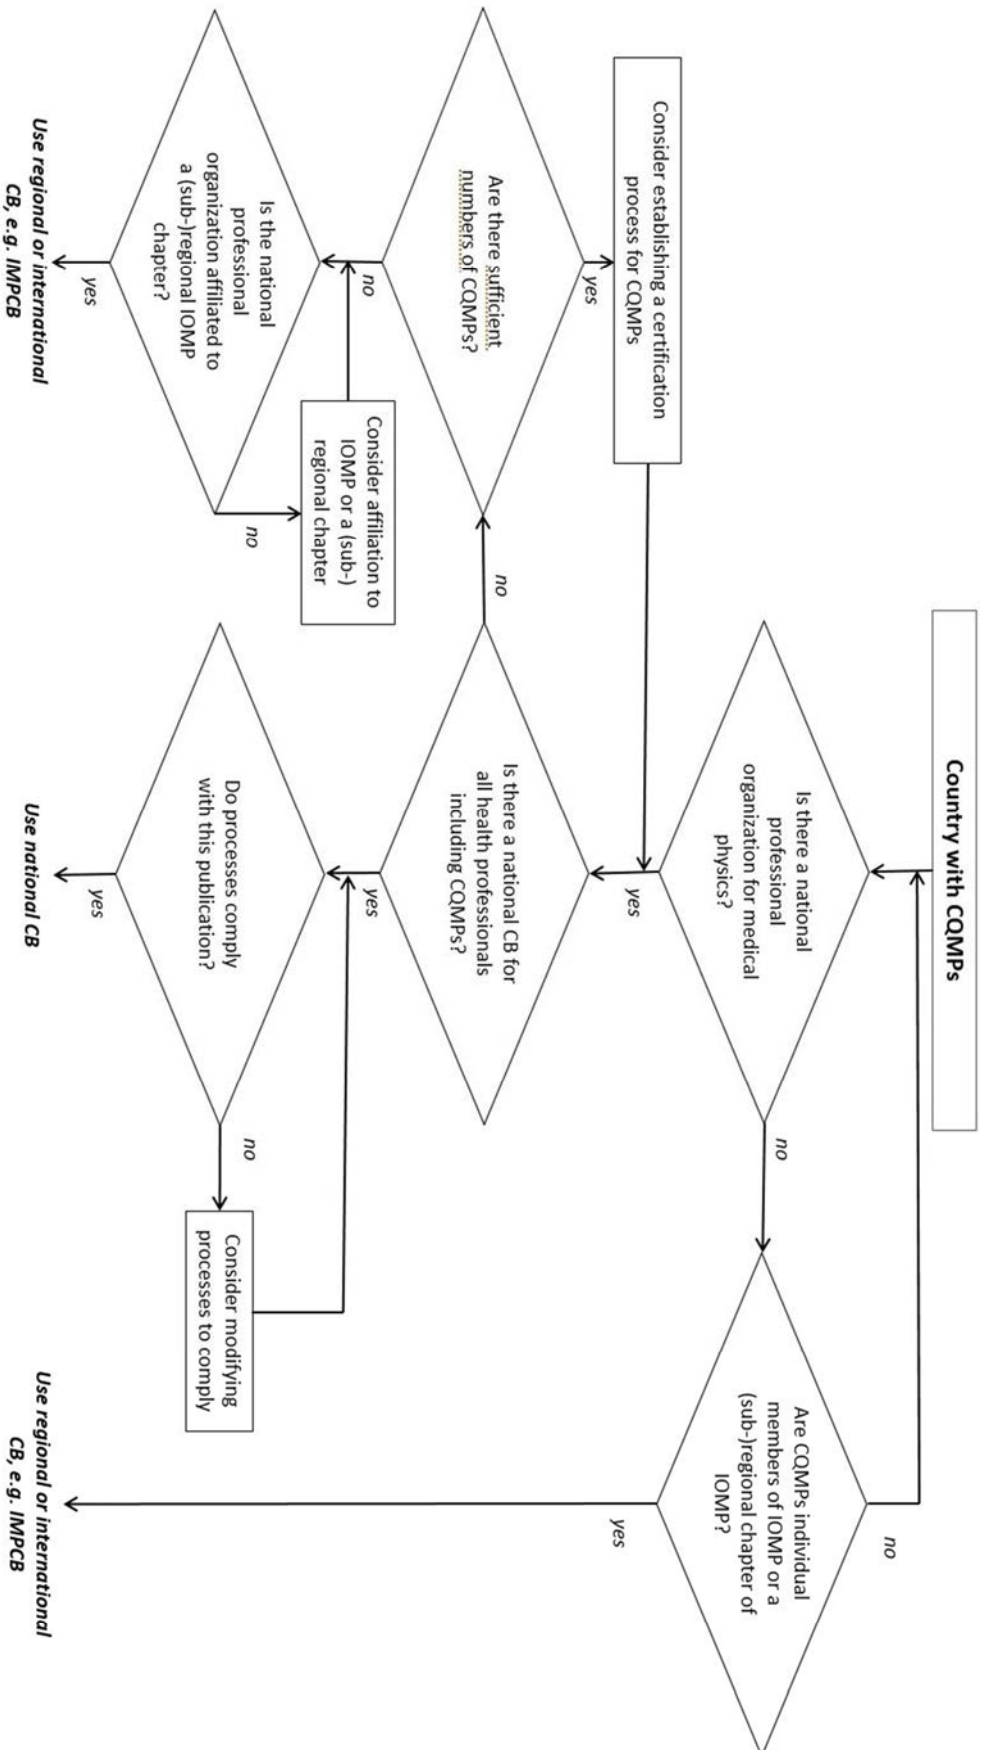 Country with CQMPs
Is there a national
professional
organization for medical
physics?
no
Are CQMPs individual
members of IOMP or a
(sub-)regional chapter of
IOMP?
no
yes
Use regional or international
CB, e.g. IMPCB
yes
Is there a national CB for
all health professionals
including CQMPs?
yes
Do processes comply
with this publication?
no
Consider modifying
processes to comply
yes
Use national CB
no
Are there sufficient
numbers of CQMPs?
yes
Consider establishing a certification
process for CQMPs
no
Is the national
professional
organization affiliated to
a (sub-)regional IOMP
chapter?
no
Consider affiliation to
IOMP or a (sub-)
regional chapter
yes
Use regional or international
CB, e.g. IMPCB